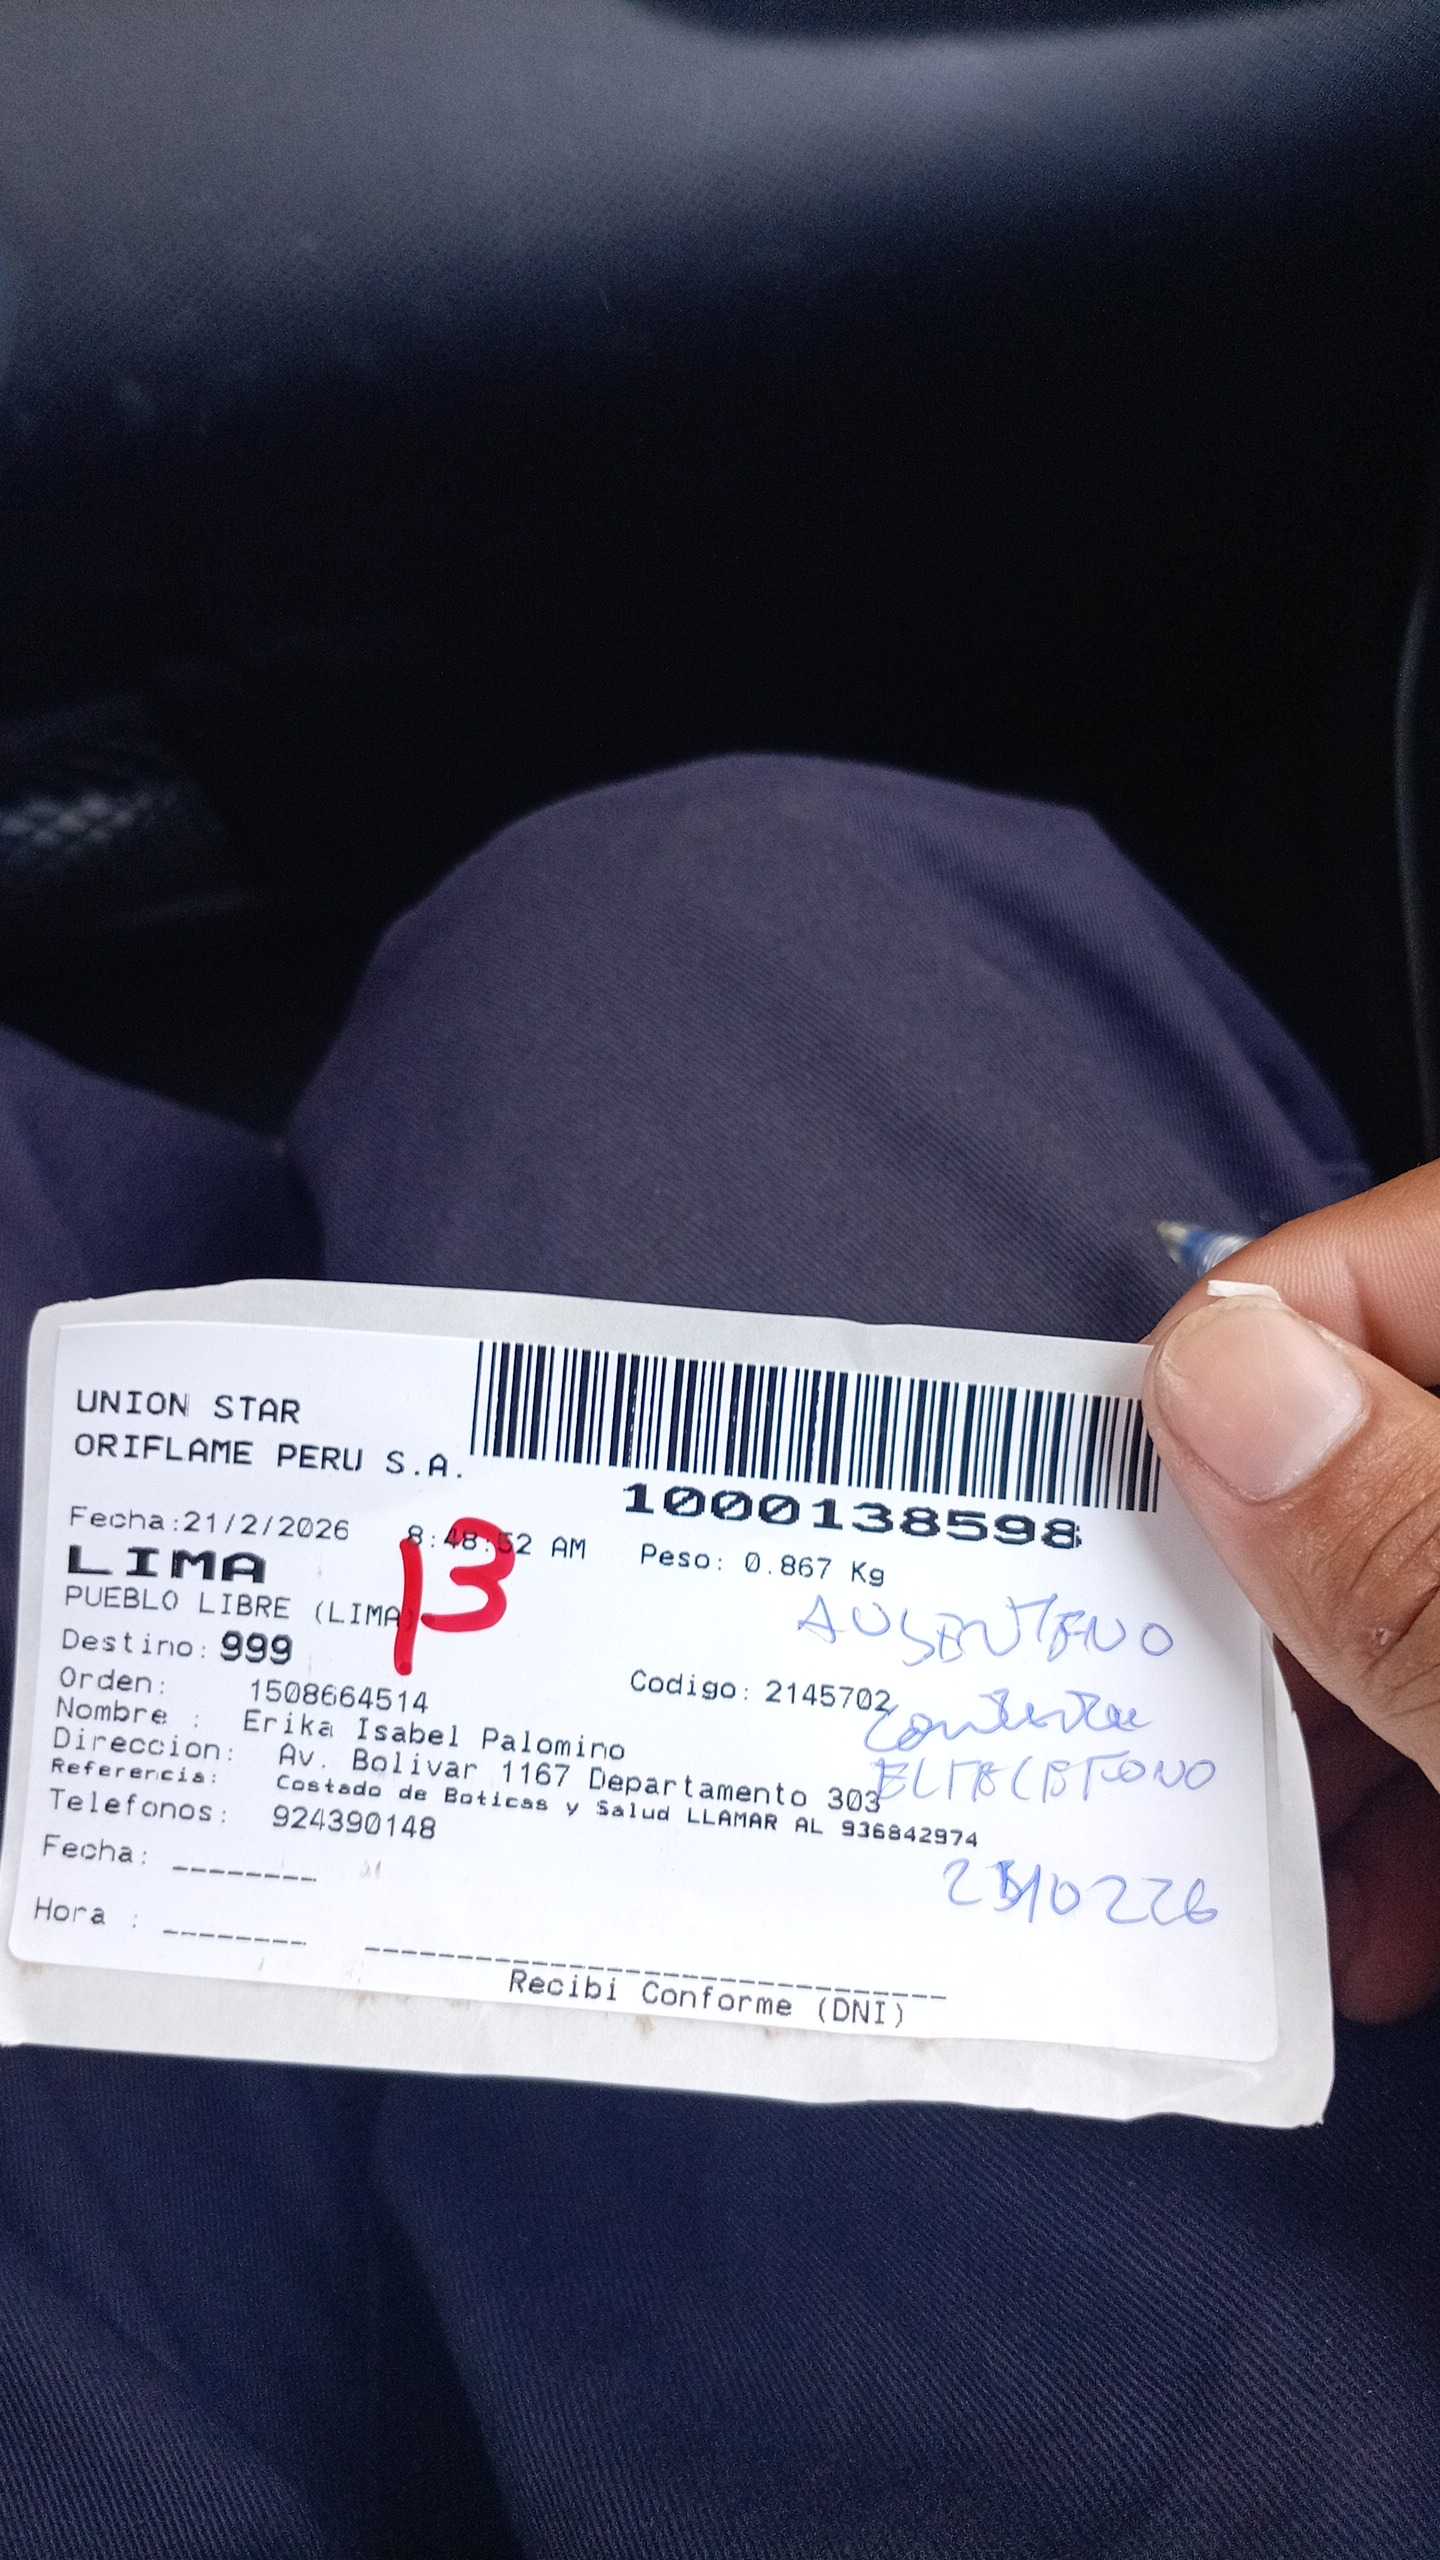 UNION STAR
ORIFLAME PERU S.A.
1000138598
Fecha:21/2/2026 8:48:52 AM Peso: 0.867 Kg
13
LIMA
PUEBLO LIBRE (LIMA)
AUSENTE NO
Destino: 999
Orden: 1508664514 Codigo: 2145702
Nombre : Erika Isabel Palomino
Direccion: Av. Bolivar 1167 Departamento 303
EL TELEFONO
Referencia: Costado de Boticas y Salud LLAMAR AL 936842974
Telefonos: 924390148
Fecha: --------
Hora : --------
Recibi Conforme (DNI)